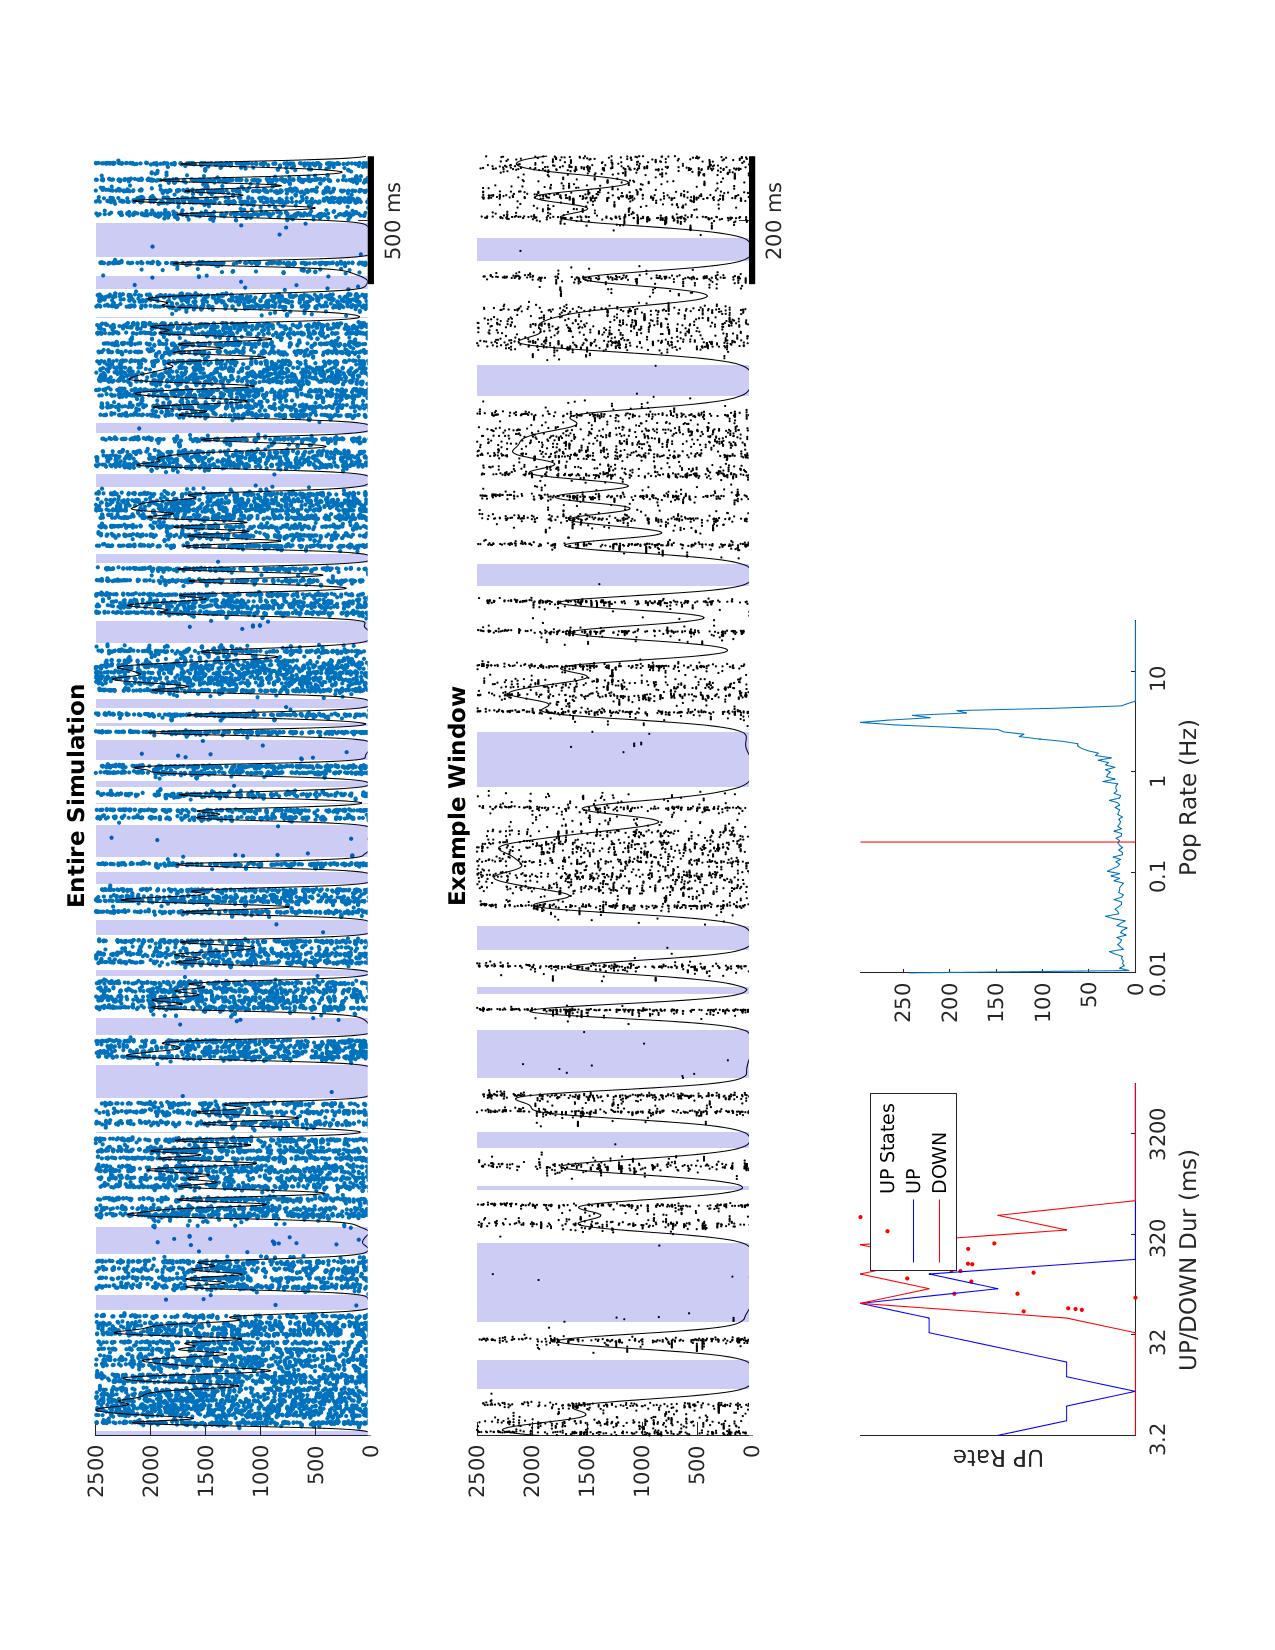 Entire Simulation
2500
2000
1500
1000
500
0
500 ms
Example Window
2500
2000
1500
1000
500
0
200 ms
UP Rate
UP States
UP
DOWN
3.2 32 320 3200
UP/DOWN Dur (ms)
250
200
150
100
50
0
0.01 0.1 1 10
Pop Rate (Hz)